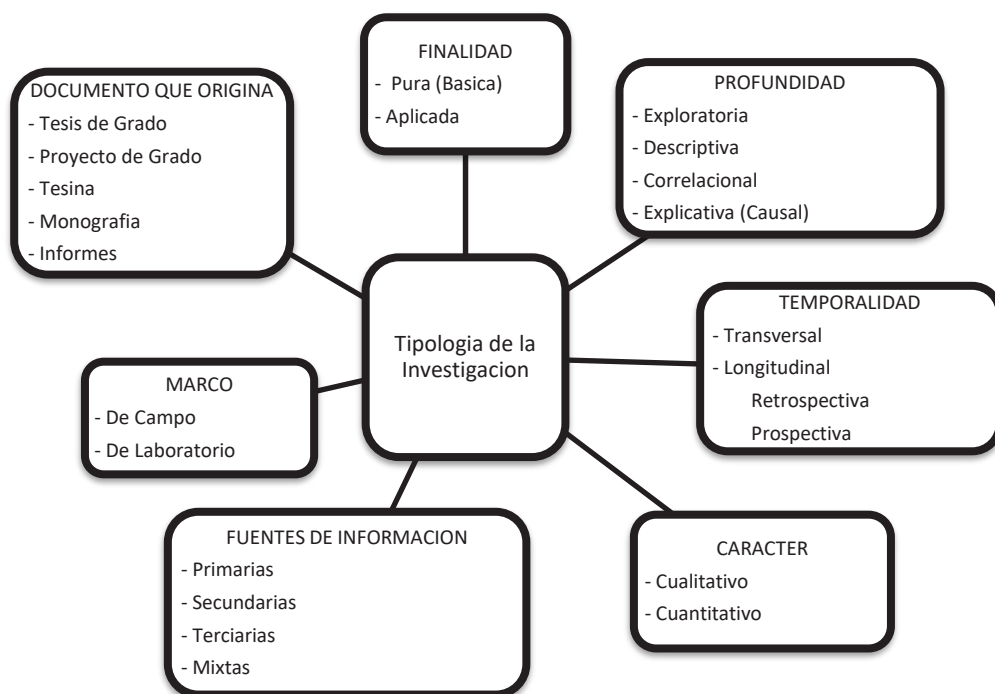 FINALIDAD
- Pura (Basica)
- Aplicada
PROFUNDIDAD
- Exploratoria
- Descriptiva
- Correlacional
- Explicativa (Causal)
TEMPORALIDAD
- Transversal
- Longitudinal
Retrospectiva
Prospectiva
CARACTER
- Cualitativo
- Cuantitativo
FUENTES DE INFORMACION
- Primarias
- Secundarias
- Terciarias
- Mixtas
MARCO
- De Campo
- De Laboratorio
DOCUMENTO QUE ORIGINA
- Tesis de Grado
- Proyecto de Grado
- Tesina
- Monografia
- Informes
Tipologia de la
Investigacion